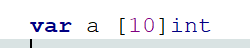 var a [10]int